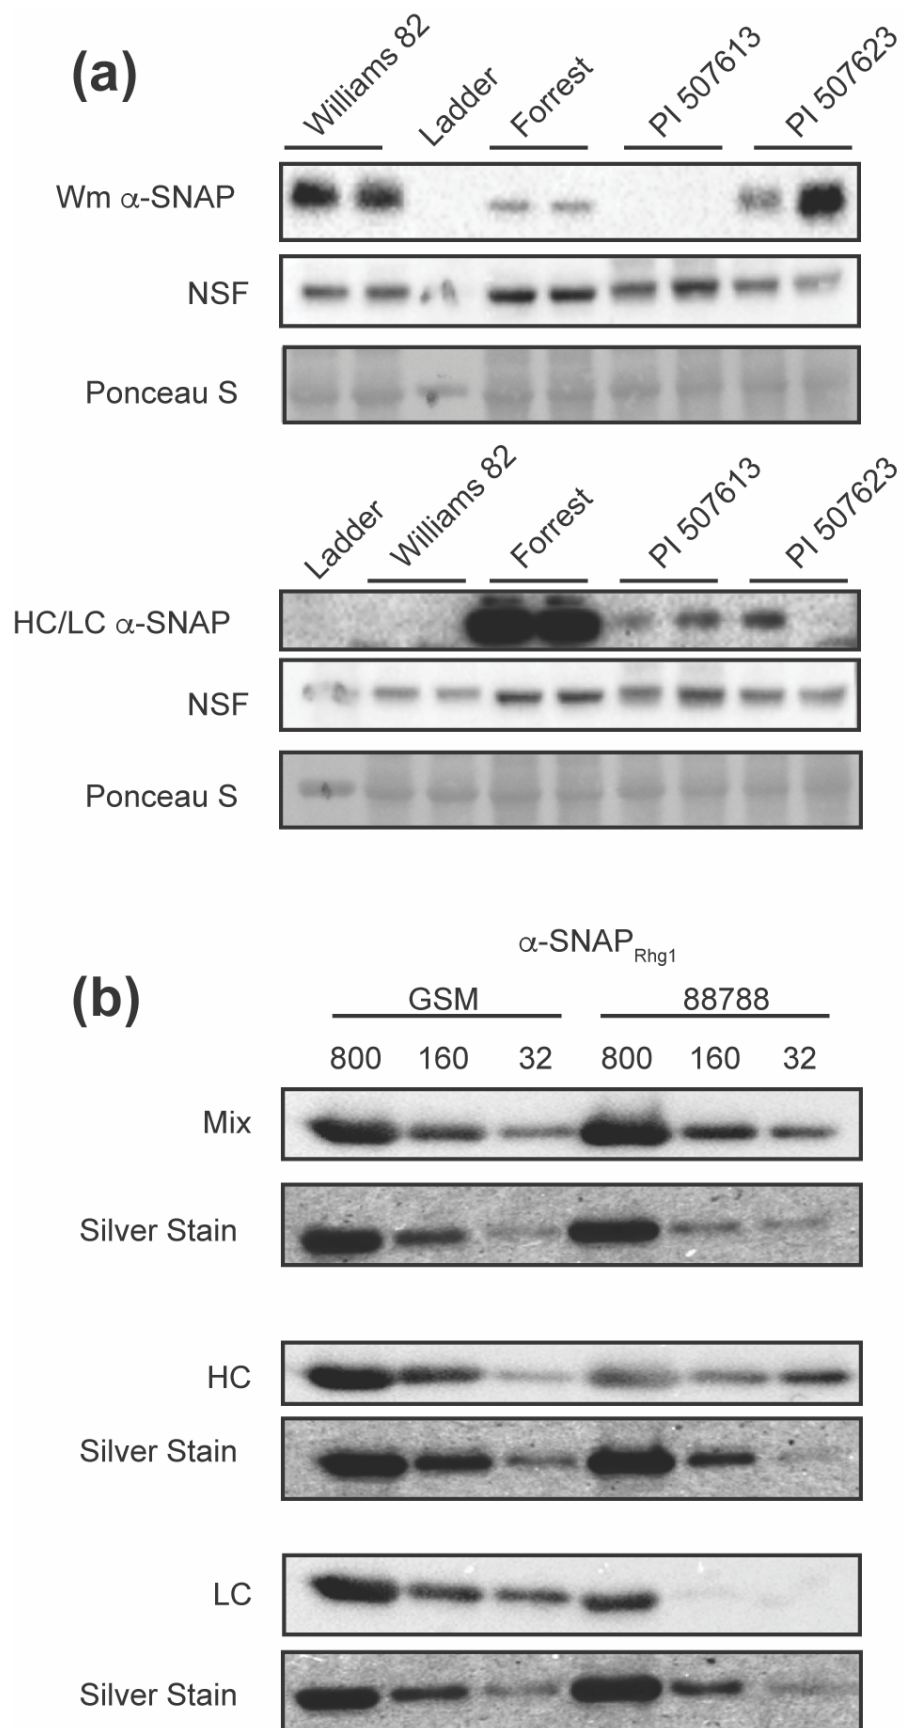 (a)
Williams 82 Ladder Forrest PI 507613 PI 507623
Wm α-SNAP
NSF
Ponceau S
Ladder Williams 82 Forrest PI 507613 PI 507623
HC/LC α-SNAP
NSF
Ponceau S
(b)
α-SNAP Rhg1
GSM 88788
800 160 32 800 160 32
Mix
Silver Stain
HC
Silver Stain
LC
Silver Stain